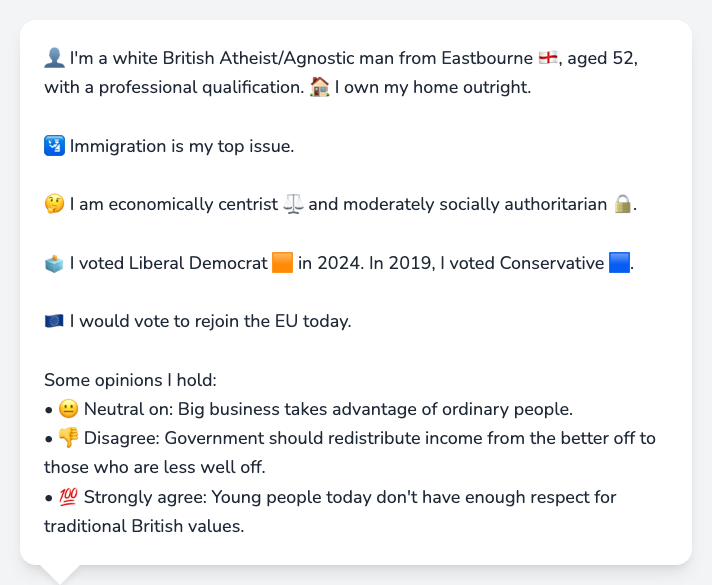 👤 I'm a white British Atheist/Agnostic man from Eastbourne 🏴󠁧󠁢󠁥󠁮󠁧󠁿, aged 52,
with a professional qualification. 🏠 I own my home outright.
🛂 Immigration is my top issue.
🤔 I am economically centrist ⚖️ and moderately socially authoritarian 🔒.
🗳️ I voted Liberal Democrat 🟧 in 2024. In 2019, I voted Conservative 🟦.
🇪🇺 I would vote to rejoin the EU today.
Some opinions I hold:
• 😐 Neutral on: Big business takes advantage of ordinary people.
• 👎 Disagree: Government should redistribute income from the better off to
those who are less well off.
• 💯 Strongly agree: Young people today don't have enough respect for
traditional British values.